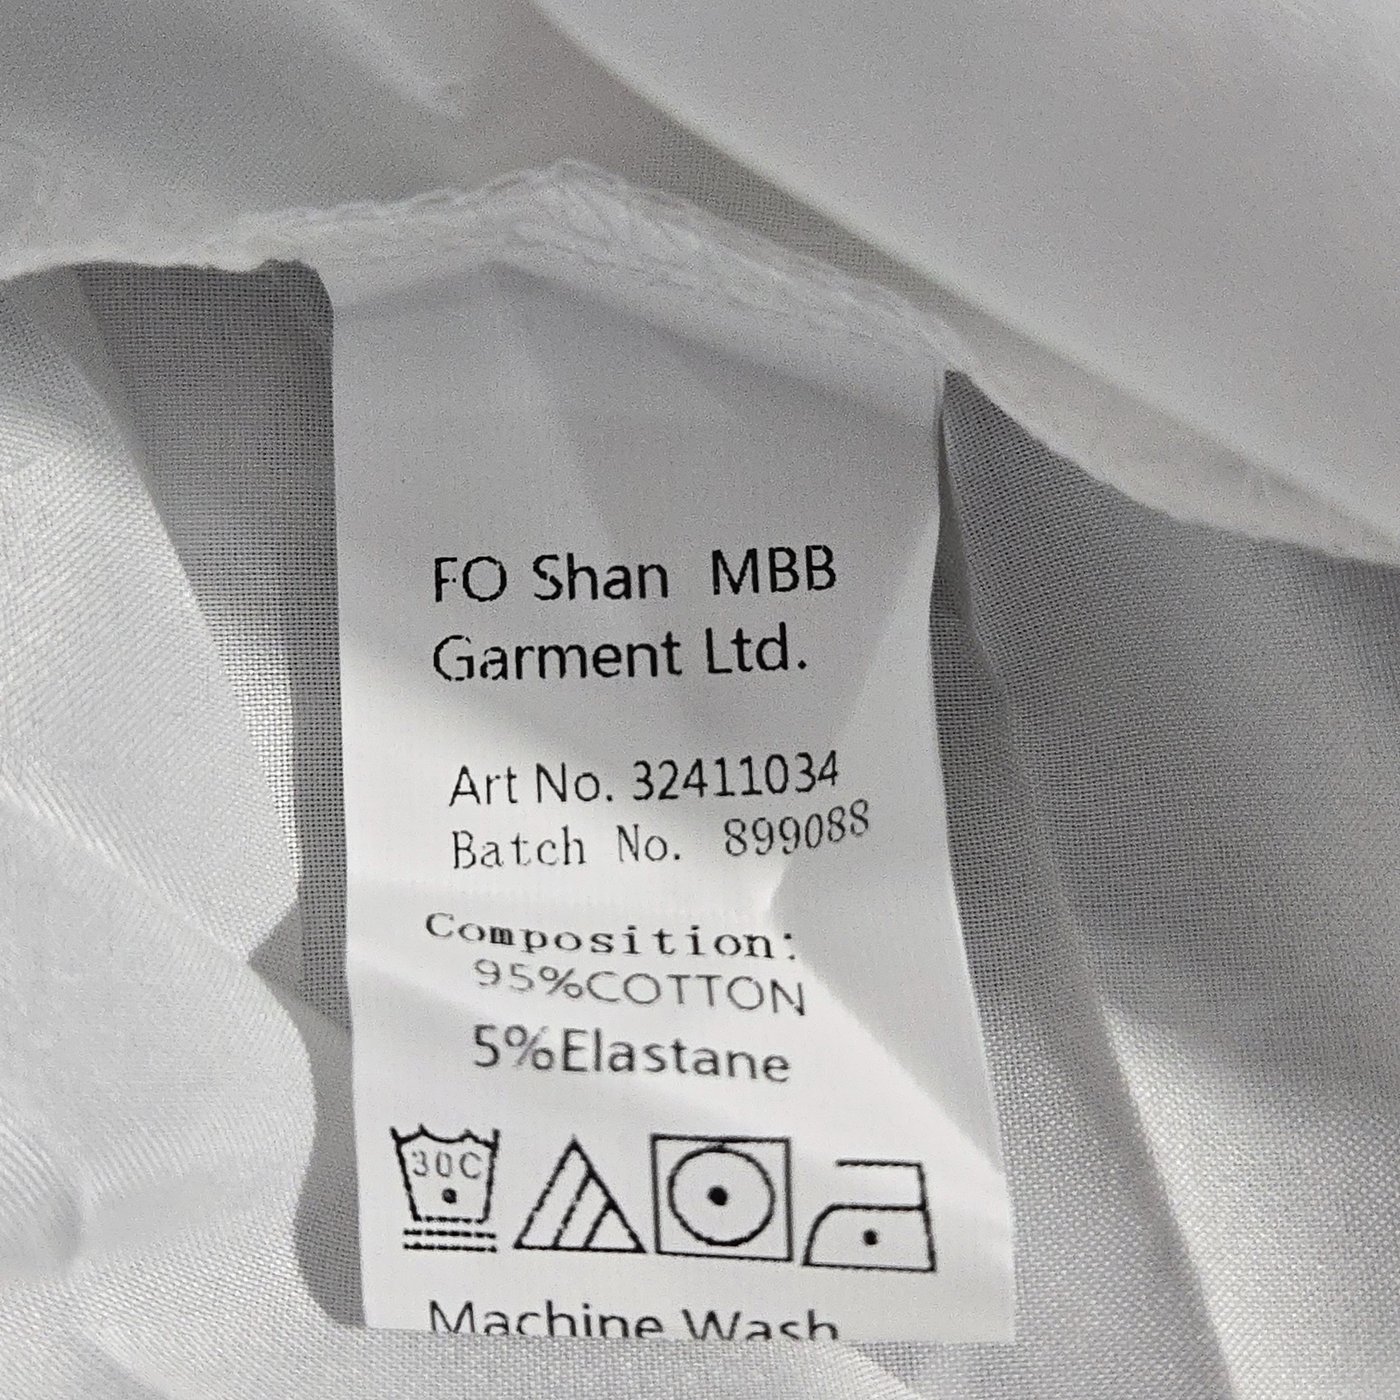 FO Shan MBB
Garment Ltd.
Art No. 32411034
Batch No. 899088
Composition:
95%COTTON
5%Elastane
30C
Machine Wash